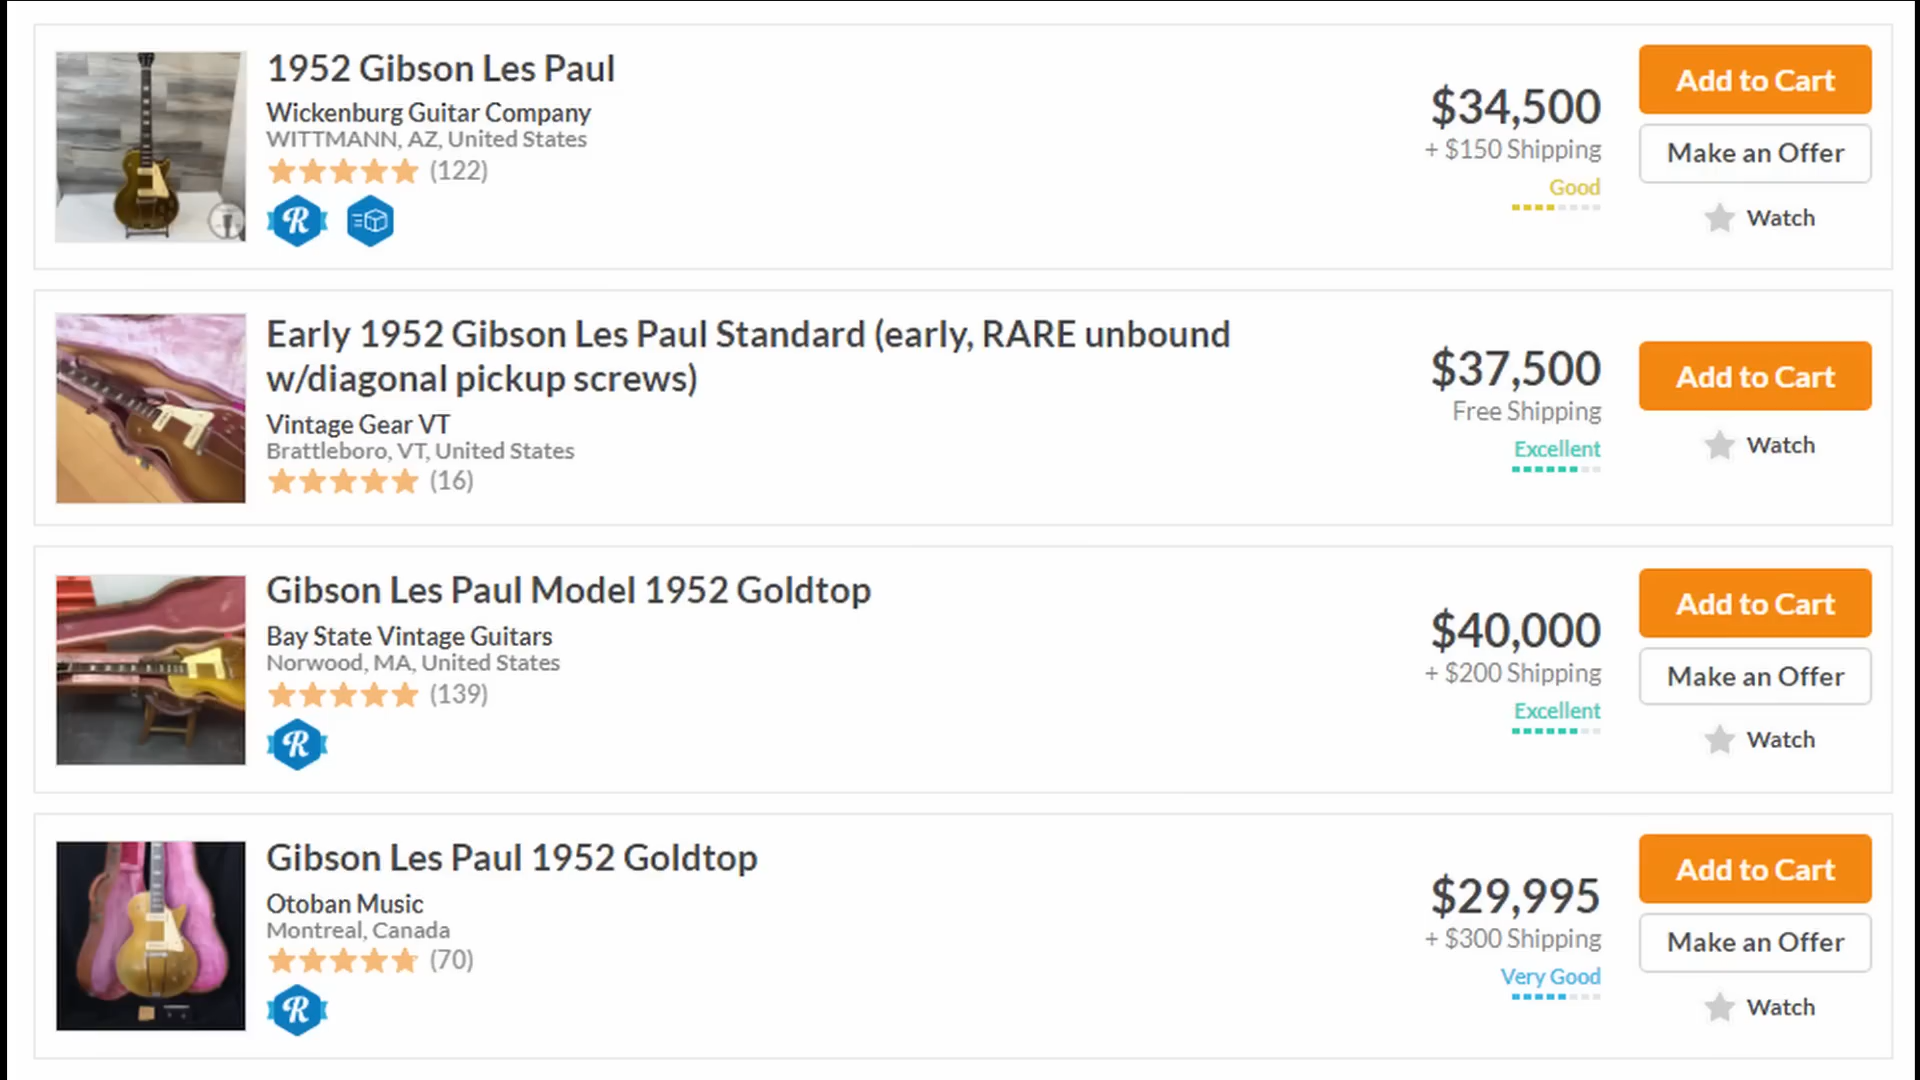 1952 Gibson Les Paul
Wickenburg Guitar Company
WITTMANN, AZ, United States
(122)
R
$34,500
+ $150 Shipping
Good
Add to Cart
Make an Offer
Watch
Early 1952 Gibson Les Paul Standard (early, RARE unbound
w/diagonal pickup screws)
Vintage Gear VT
Brattleboro, VT, United States
(16)
$37,500
Free Shipping
Excellent
Add to Cart
Watch
Gibson Les Paul Model 1952 Goldtop
Bay State Vintage Guitars
Norwood, MA, United States
(139)
R
$40,000
+ $200 Shipping
Excellent
Add to Cart
Make an Offer
Watch
Gibson Les Paul 1952 Goldtop
Otoban Music
Montreal, Canada
(70)
R
$29,995
+ $300 Shipping
Very Good
Add to Cart
Make an Offer
Watch